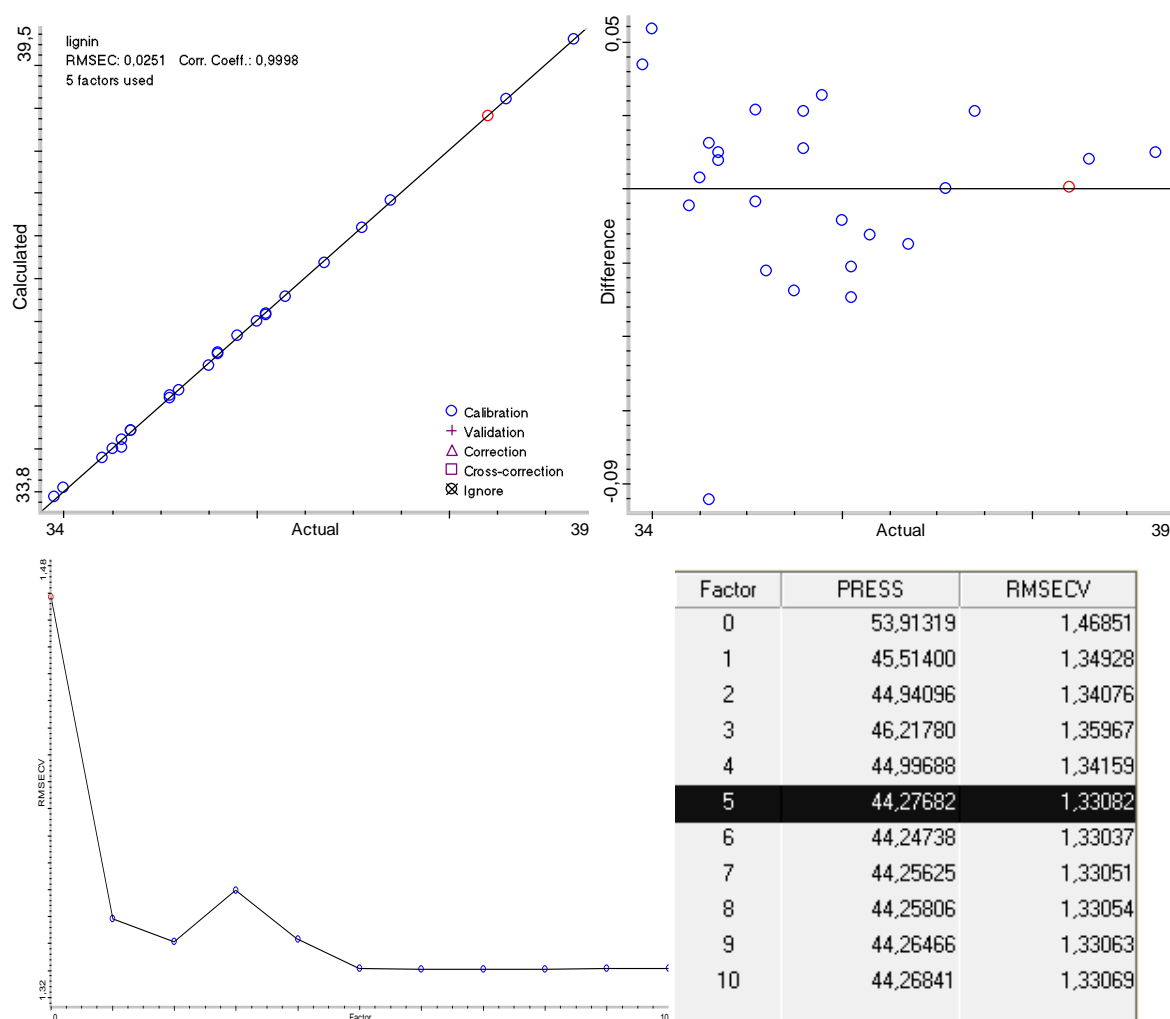 39,5
lignin
RMSEC: 0,0251 Corr. Coeff.: 0,9998
5 factors used
Calculated
Calibration
Validation
Correction
Cross-correction
Ignore
33,8
34
Actual
39
0,05
Difference
-0,09
34
Actual
39
1,48
RMSECV
1,32
0
Factor
10
Factor PRESS RMSECV
0 53,91319 1,46851
1 45,51400 1,34928
2 44,94096 1,34076
3 46,21780 1,35967
4 44,99688 1,34159
5 44,27682 1,33082
6 44,24738 1,33037
7 44,25625 1,33051
8 44,25806 1,33054
9 44,26466 1,33063
10 44,26841 1,33069